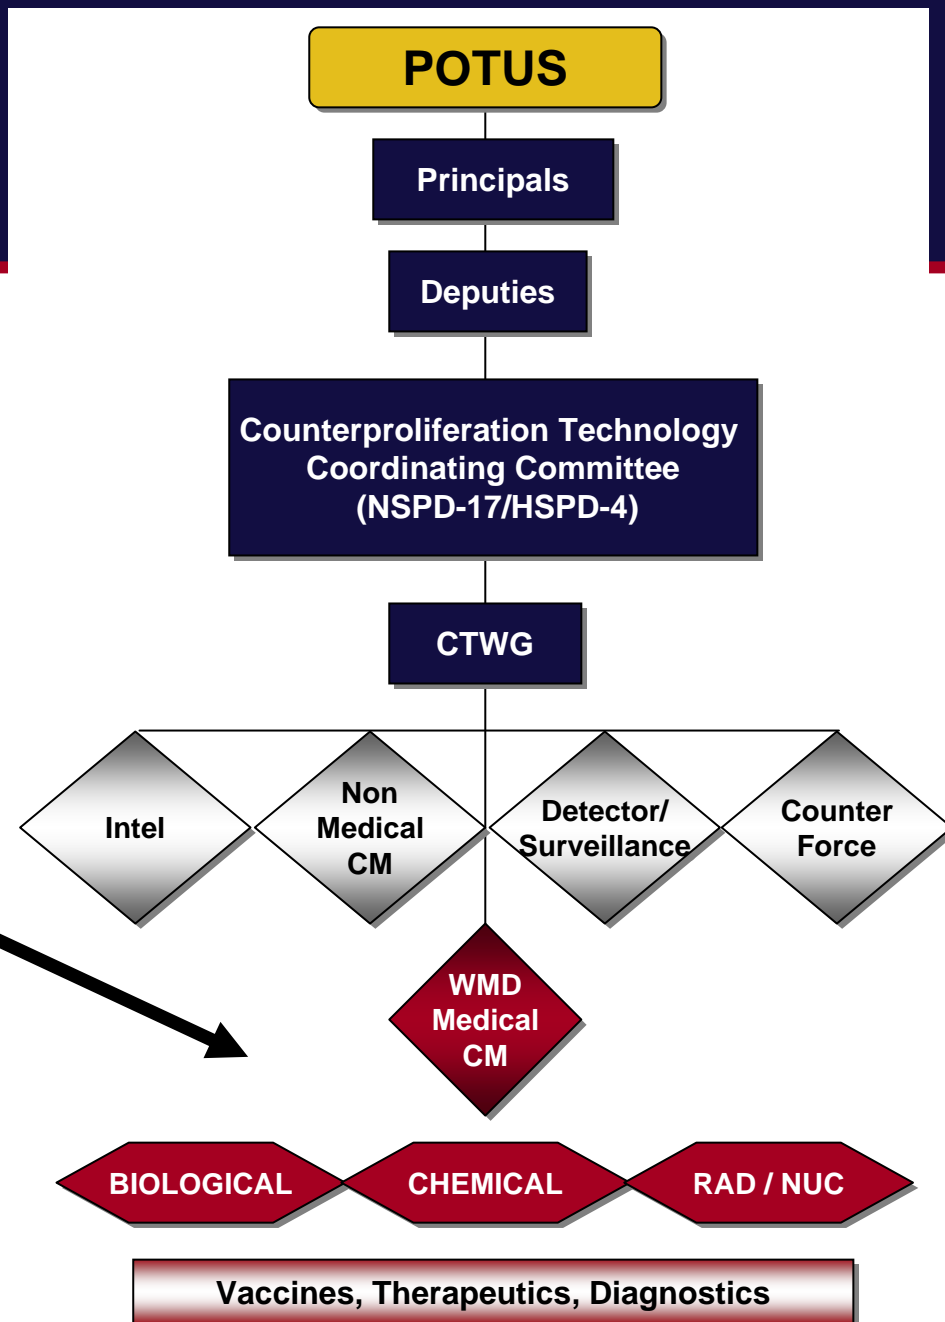 POTUS
Principals
Deputies
Counterproliferation Technology
Coordinating Committee
(NSPD-17/HSPD-4)
CTWG
Intel
Non
Medical
CM
Detector/
Surveillance
Counter
Force
WMD
Medical
CM
BIOLOGICAL
CHEMICAL
RAD / NUC
Vaccines, Therapeutics, Diagnostics